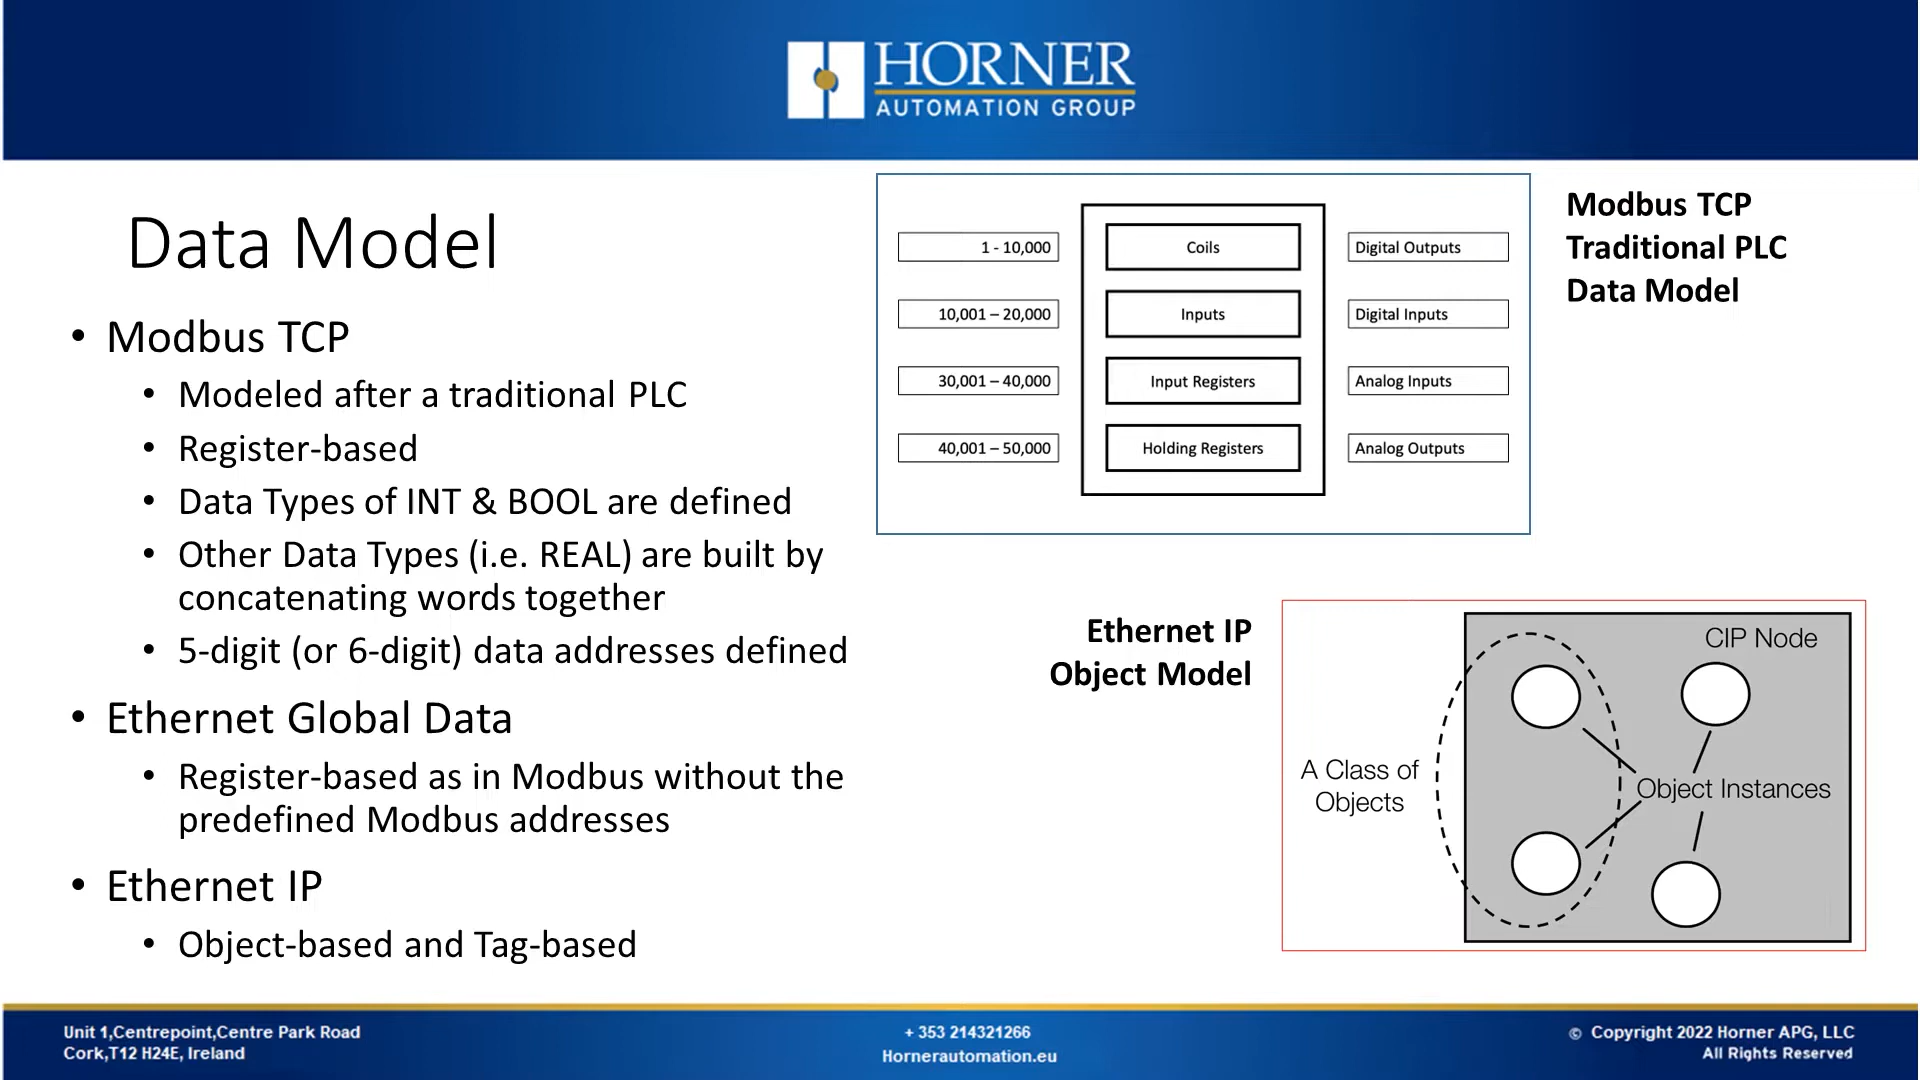 HORNER
AUTOMATION GROUP
Data Model
• Modbus TCP
• Modeled after a traditional PLC
• Register-based
• Data Types of INT & BOOL are defined
• Other Data Types (i.e. REAL) are built by
concatenating words together
• 5-digit (or 6-digit) data addresses defined
• Ethernet Global Data
• Register-based as in Modbus without the
predefined Modbus addresses
• Ethernet IP
• Object-based and Tag-based
1 - 10,000 Coils Digital Outputs
10,001 – 20,000 Inputs Digital Inputs
30,001 – 40,000 Input Registers Analog Inputs
40,001 – 50,000 Holding Registers Analog Outputs
Modbus TCP
Traditional PLC
Data Model
Ethernet IP
Object Model
CIP Node
A Class of
Objects
Object Instances
Unit 1,Centrepoint,Centre Park Road
Cork,T12 H24E, Ireland
+ 353 214321266
Hornerautomation.eu
© Copyright 2022 Horner APG, LLC
All Rights Reserved